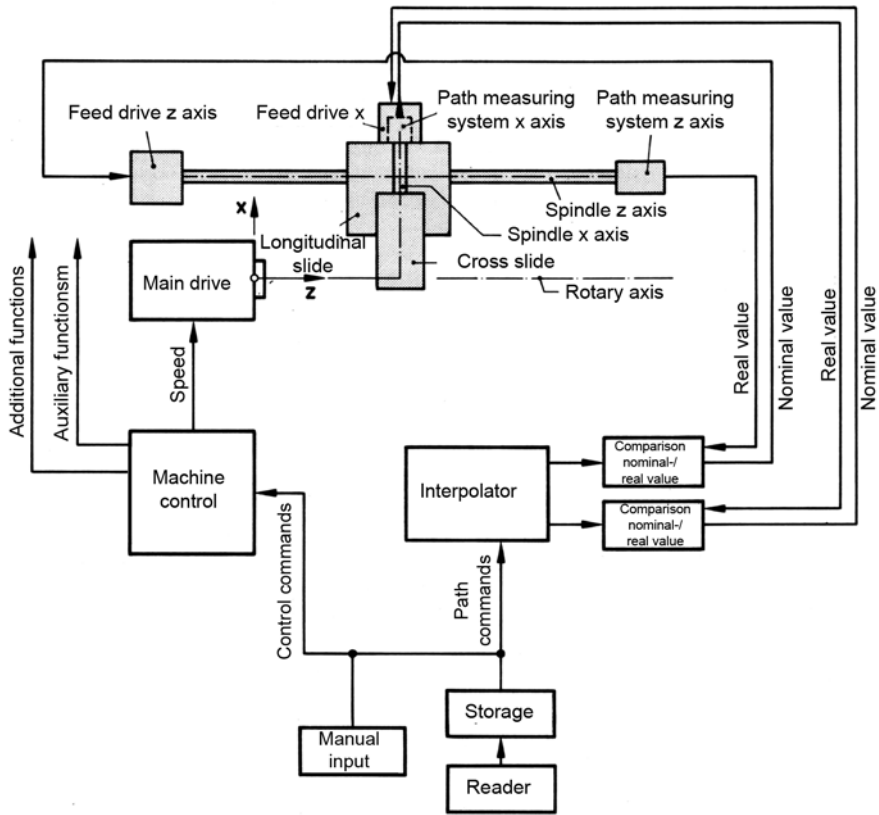 Feed drive z axis
Feed drive x
Path measuring
system x axis
Path measuring
system z axis
Spindle z axis
Spindle x axis
x
Longitudinal
slide
Cross slide
Main drive
z
Rotary axis
Additional functions
Auxiliary functionsm
Speed
Real value
Nominal value
Real value
Nominal value
Machine
control
Interpolator
Comparison
nominal-/
real value
Comparison
nominal-/
real value
Control commands
Path
commands
Manual
input
Storage
Reader